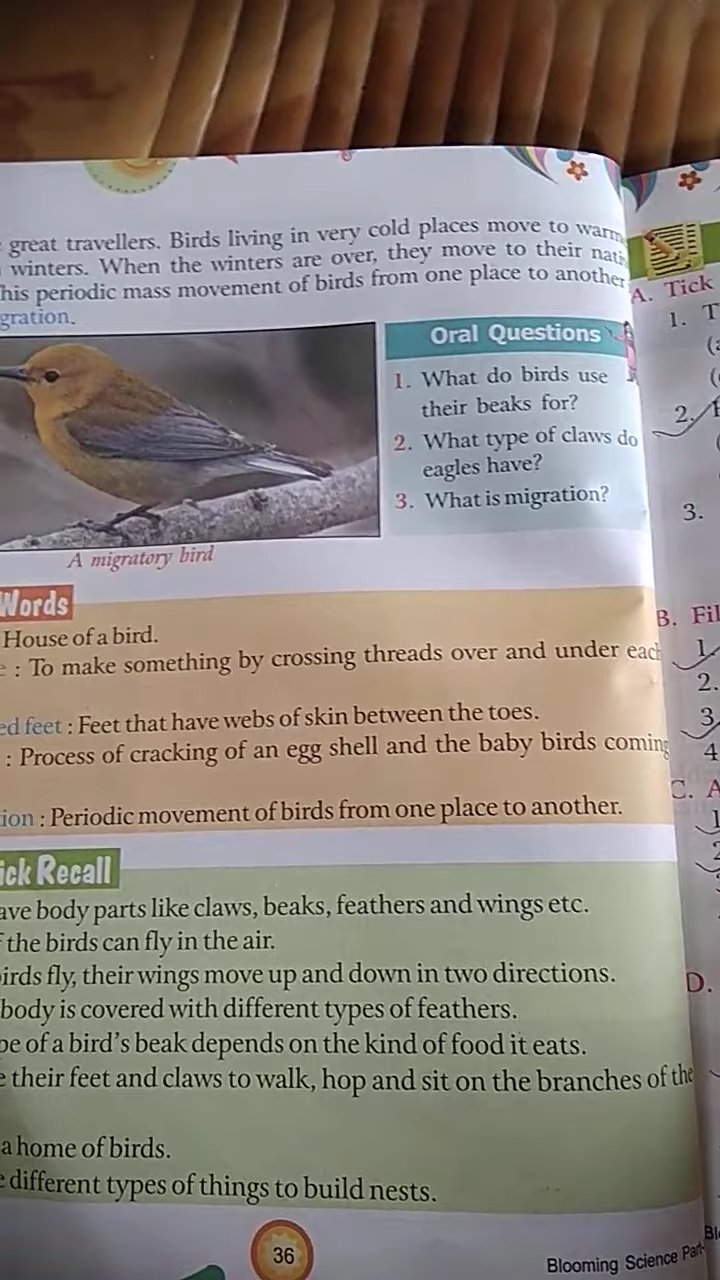 great travellers. Birds living in very cold places move to warm
winters. When the winters are over, they move to their nati
his periodic mass movement of birds from one place to another
gration.
Oral Questions
1. What do birds use
their beaks for?
2. What type of claws do
eagles have?
3. What is migration?
A migratory bird
Words
House of a bird.
: To make something by crossing threads over and under each
ed feet : Feet that have webs of skin between the toes.
: Process of cracking of an egg shell and the baby birds coming
ion : Periodic movement of birds from one place to another.
ick Recall
ave body parts like claws, beaks, feathers and wings etc.
f the birds can fly in the air.
irds fly, their wings move up and down in two directions.
body is covered with different types of feathers.
pe of a bird's beak depends on the kind of food it eats.
e their feet and claws to walk, hop and sit on the branches of the
a home of birds.
e different types of things to build nests.
36
Blooming Science Part-
A. Tick
1. T
2.
3.
B. Fil
1.
2.
3.
4
C. A
1
2
D.
Bl